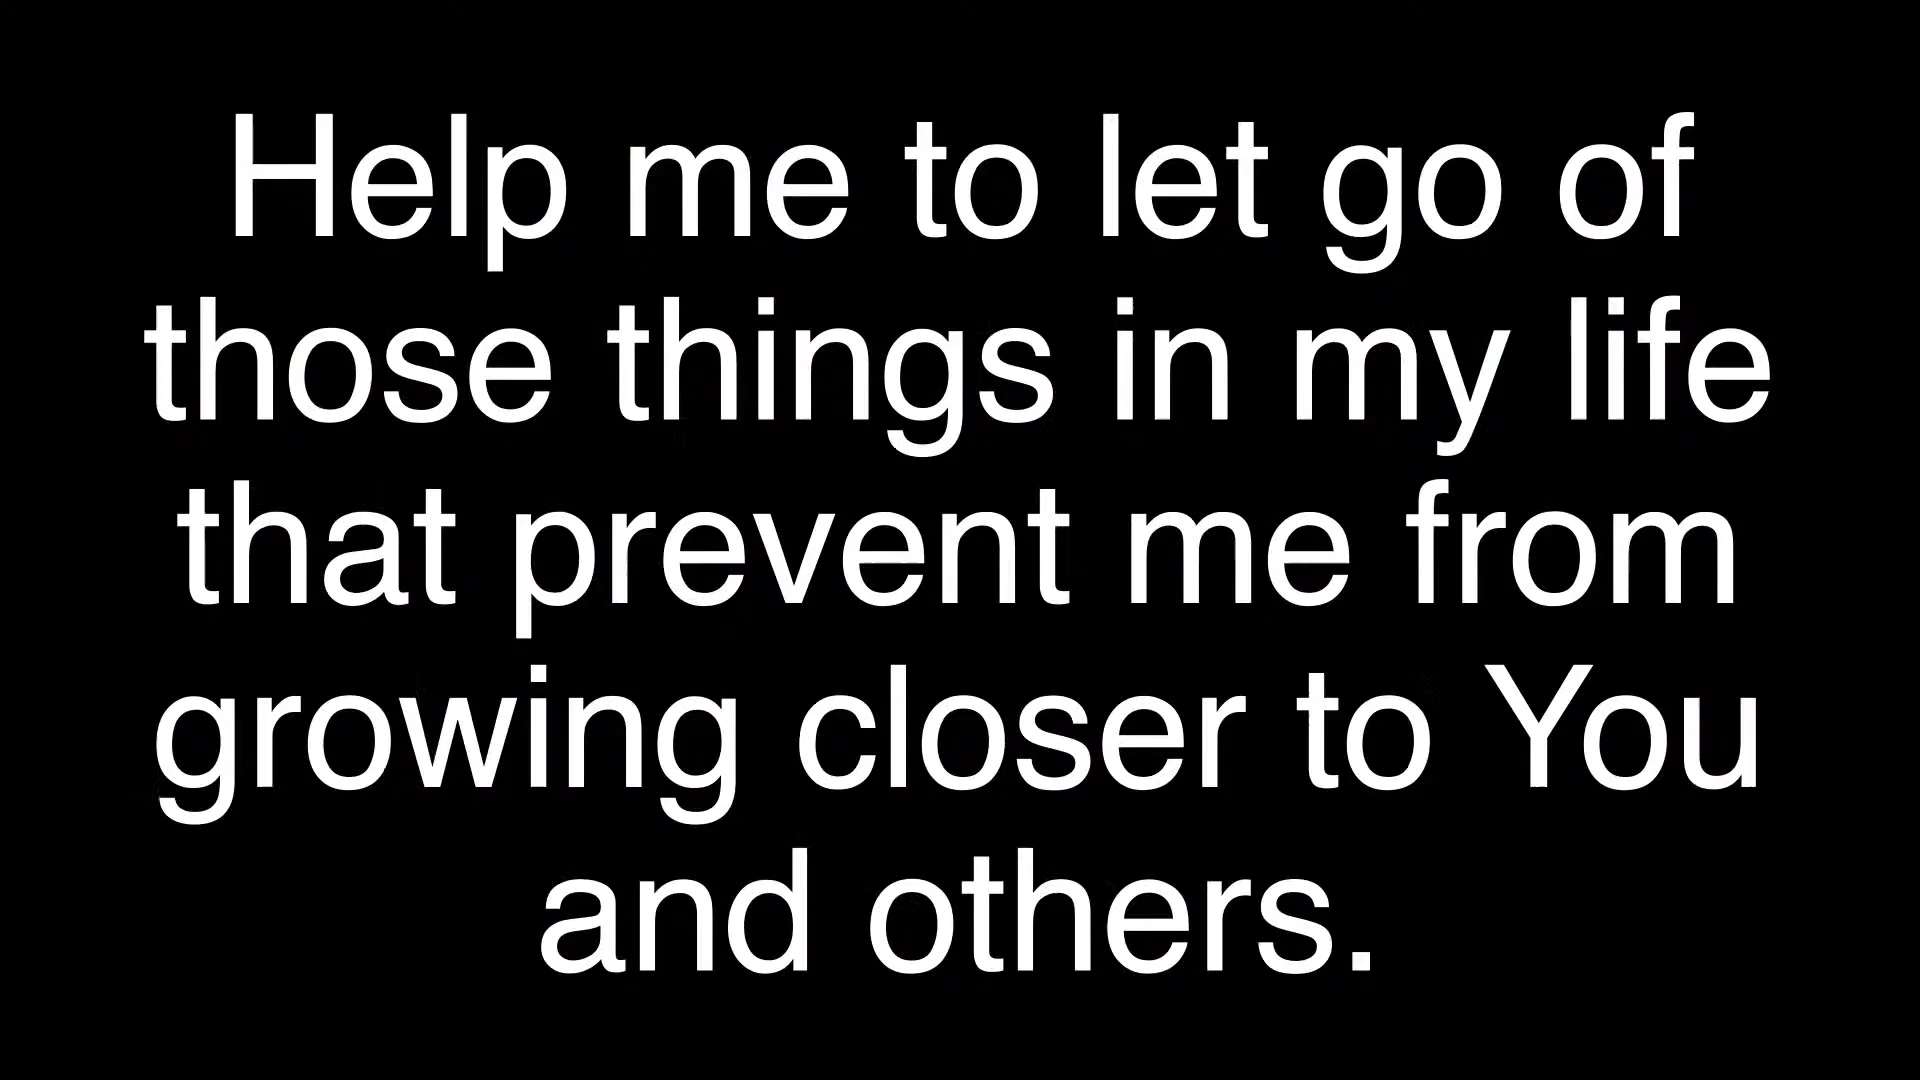 Help me to let go of
those things in my life
that prevent me from
growing closer to You
and others.